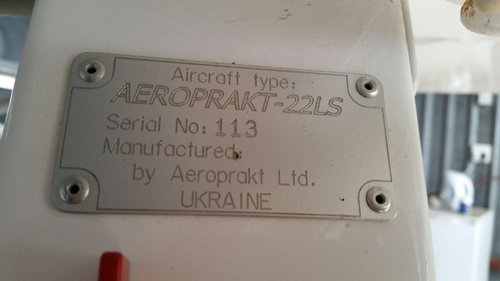 Aircraft type:
AEROPRAKT-22LS
Serial No: 113
Manufactured:
by Aeroprakt Ltd.
UKRAINE